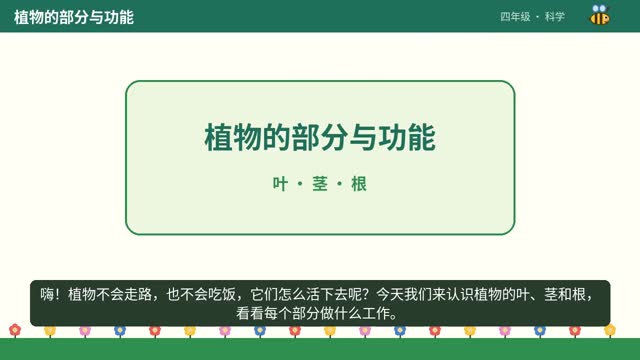 植物的部分与功能
四年级 · 科学
植物的部分与功能
叶 · 茎 · 根
嗨！植物不会走路，也不会吃饭，它们怎么活下去呢？今天我们来认识植物的叶、茎和根，
看看每个部分做什么工作。